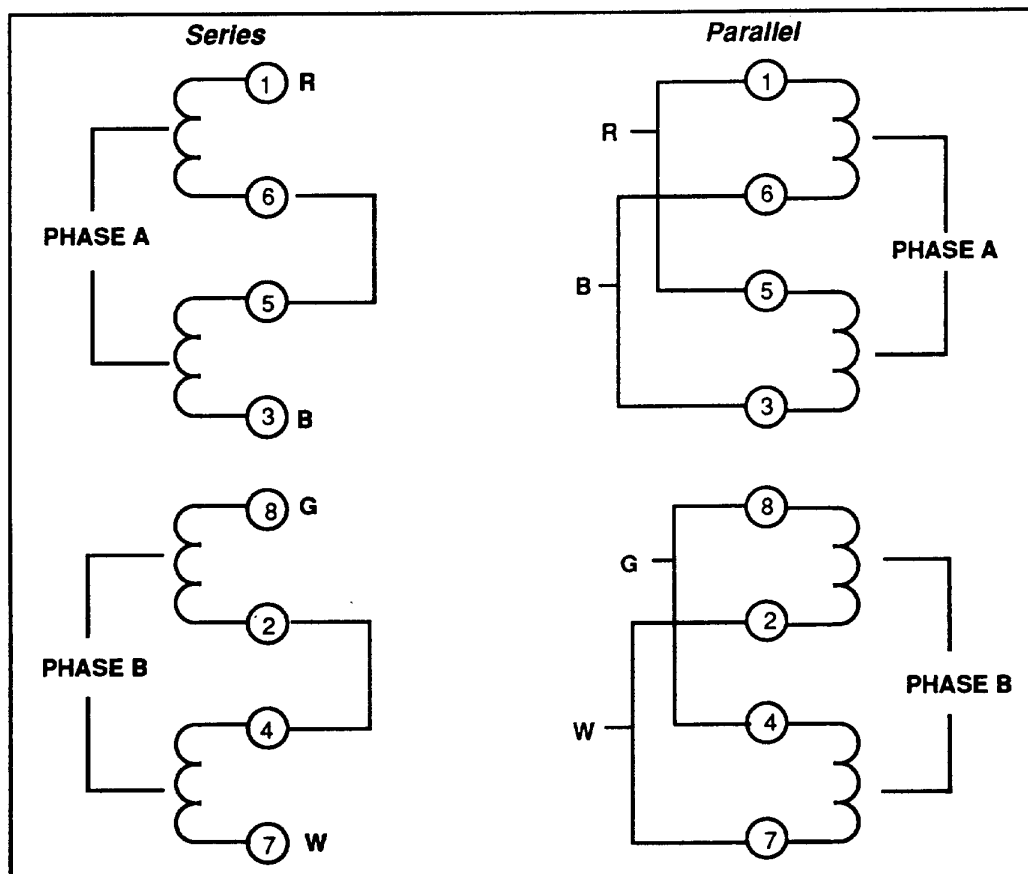 Series
1 R
6
PHASE A
5
3 B
8 G
2
PHASE B
4
7 W
Parallel
1
R
6
PHASE A
B
5
3
8
G
2
PHASE B
W
4
7